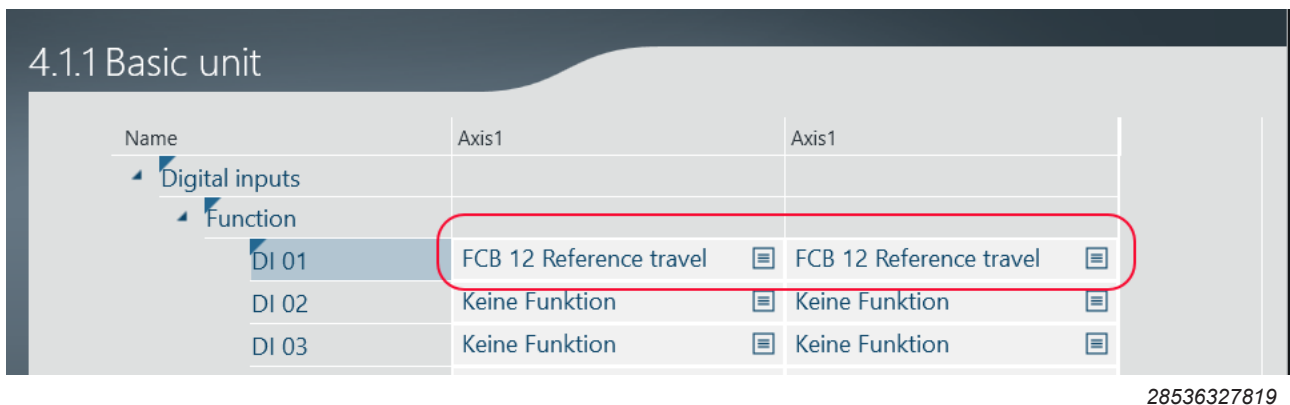 4.1.1 Basic unit
Name Axis1 Axis1
Digital inputs
Function
DI 01 FCB 12 Reference travel FCB 12 Reference travel
DI 02 Keine Funktion Keine Funktion
DI 03 Keine Funktion Keine Funktion
28536327819